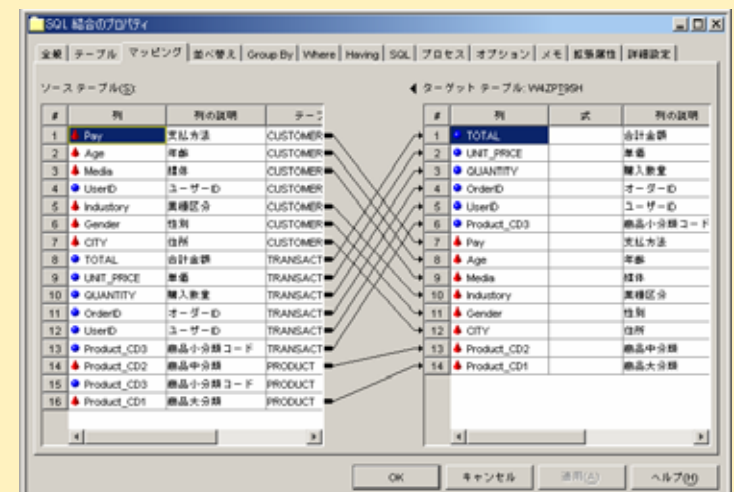 SQL 結合のプロパティ
全般 テーブル マッピング 並べ替え Group By Where Having SQL プロセス オプション メモ 拡張属性 詳細設定
ソース テーブル(S):
# 列 列の説明 テーブ
1 Pay 支払方法 CUSTOMER
2 Age 年齢 CUSTOMER
3 Media 媒体 CUSTOMER
4 UserID ユーザーID CUSTOMER
5 Industory 業種区分 CUSTOMER
6 Gender 性別 CUSTOMER
7 CITY 住所 CUSTOMER
8 TOTAL 合計金額 TRANSACT
9 UNIT_PRICE 単価 TRANSACT
10 QUANTITY 購入数量 TRANSACT
11 OrderID オーダーID TRANSACT
12 UserID ユーザーID TRANSACT
13 Product_CD3 商品小分類コード TRANSACT
14 Product_CD2 商品中分類 PRODUCT
15 Product_CD3 商品小分類コード PRODUCT
16 Product_CD1 商品大分類 PRODUCT
ターゲット テーブル:
# 列 式 列の説明
1 TOTAL 合計金額
2 UNIT_PRICE 単価
3 QUANTITY 購入数量
4 OrderID オーダーID
5 UserID ユーザーID
6 Product_CD3 商品小分類コード
7 Pay 支払方法
8 Age 年齢
9 Media 媒体
10 Industory 業種区分
11 Gender 性別
12 CITY 住所
13 Product_CD2 商品中分類
14 Product_CD1 商品大分類
OK キャンセル 適用(A) ヘルプ(H)